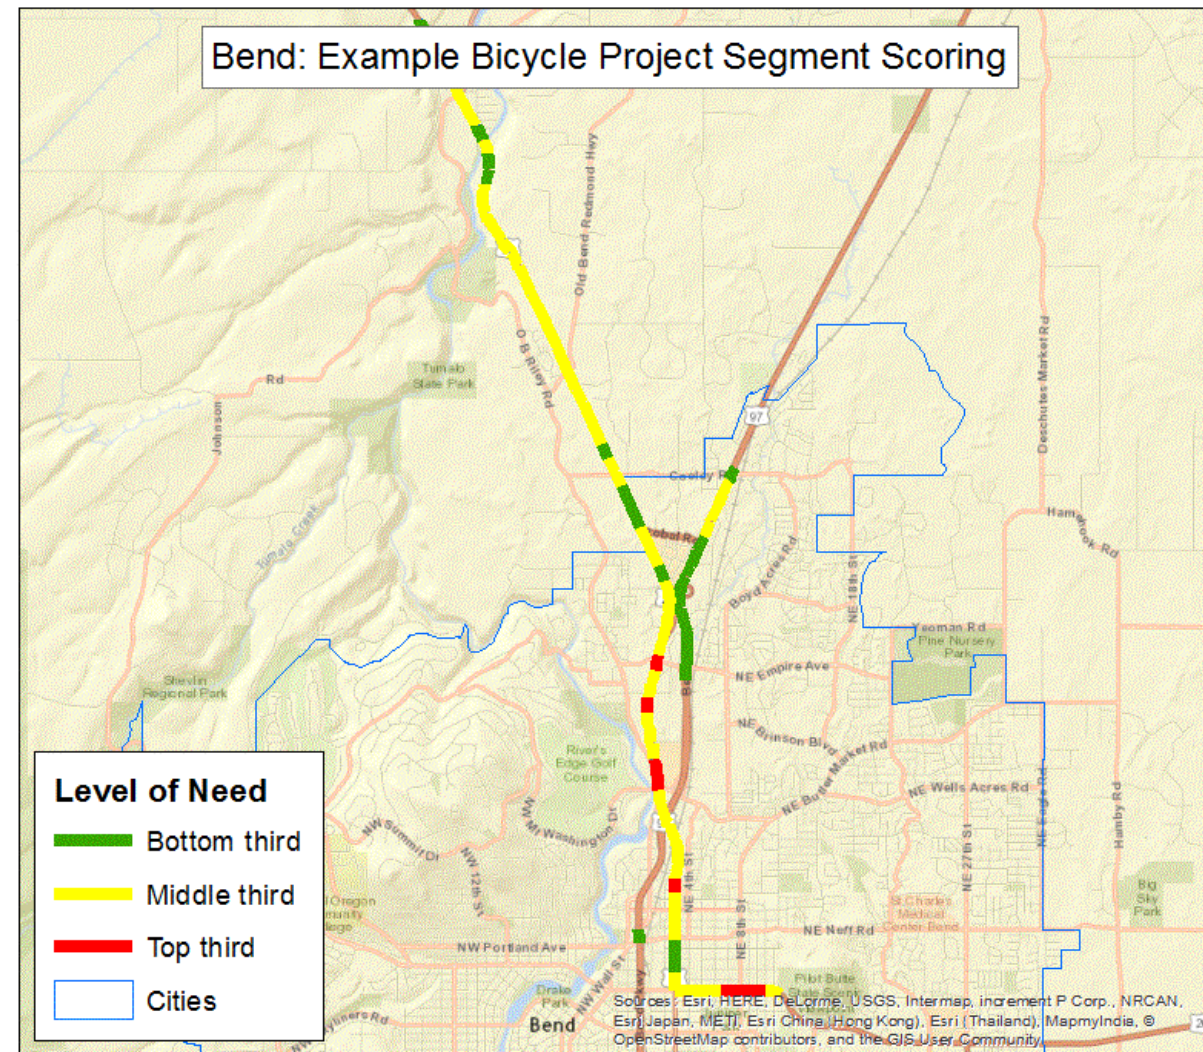 Bend: Example Bicycle Project Segment Scoring
Old Bend Redmond Hwy
O B Riley Rd
Tumalo
State Park
Rd
Johnson
97
Cooley
Deschutes Market Rd
Tumalo Creek
Boyd Acres Rd
NE 18th St
Yeoman Rd
Pine Nursery
Park
Shevlin
Regional Park
NE Empire Ave
River's
Edge Golf
Course
NE Brinson Blvd
NE Butler Market Rd
NE Wells Acres Rd
NE Eagle Rd
Hamby Rd
NW Mt Washington Dr
NW Summit Dr
NW 12th St
NE 4th St
NE 8th St
NE 27th St
St Charles
Medical
Center Bend
Big
Sky
Park
NE Neff Rd
NW Portland Ave
NW Wall St
Drake
Park
Bend
Pilot Butte
State Scenic
Level of Need
Bottom third
Middle third
Top third
Cities
Sources: Esri, HERE, DeLorme, USGS, Intermap, increment P Corp., NRCAN,
Esri Japan, METI, Esri China (Hong Kong), Esri (Thailand), MapmyIndia, ©
OpenStreetMap contributors, and the GIS User Community